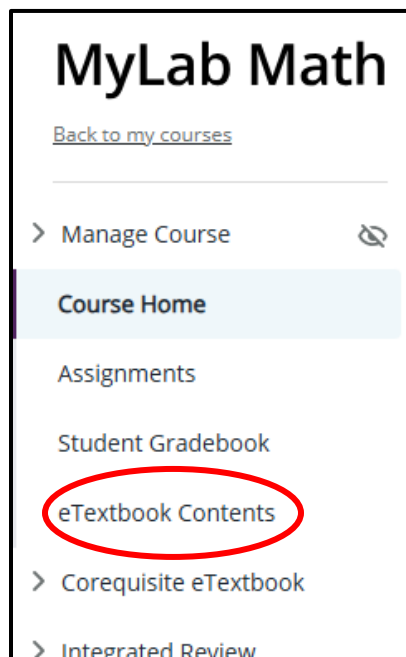 MyLab Math
Back to my courses
Manage Course
Course Home
Assignments
Student Gradebook
eTextbook Contents
Corequisite eTextbook
Integrated Review